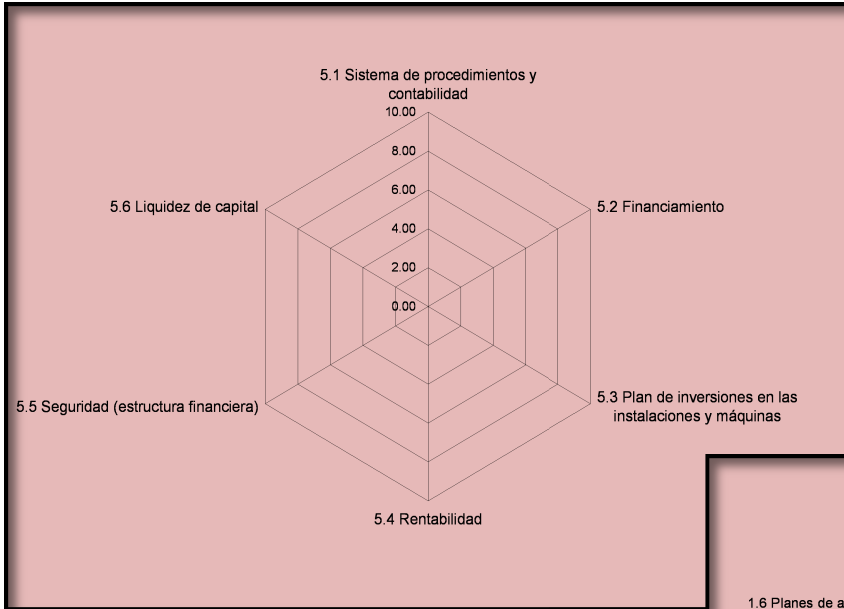 5.1 Sistema de procedimientos y
contabilidad
10.00
8.00
6.00
4.00
2.00
0.00
5.6 Liquidez de capital
5.2 Financiamiento
5.5 Seguridad (estructura financiera)
5.3 Plan de inversiones en las
instalaciones y máquinas
5.4 Rentabilidad
1.6 Planes de a